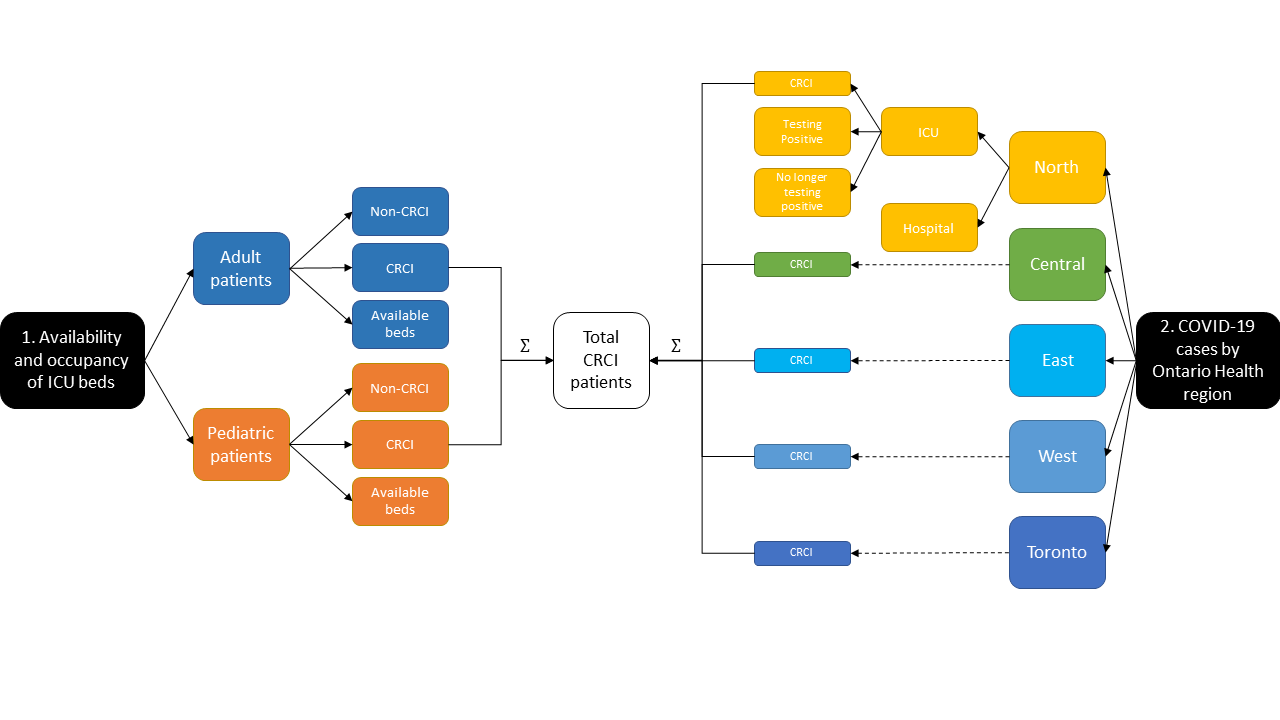 1. Availability
and occupancy
of ICU beds
Adult
patients
Non-CRCI
CRCI
Available
beds
Pediatric
patients
Non-CRCI
CRCI
Available
beds
Σ
Total
CRCI
patients
Σ
CRCI
Testing
Positive
No longer
testing
positive
ICU
Hospital
North
CRCI
Central
CRCI
East
CRCI
West
CRCI
Toronto
2. COVID-19
cases by
Ontario Health
region